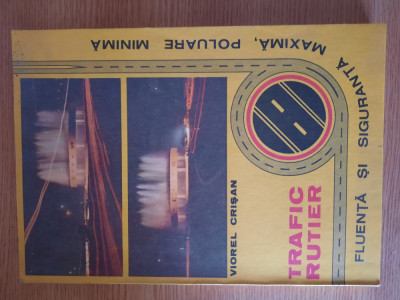 VIOREL CRIȘAN
TRAFIC
RUTIER
FLUENȚĂ ȘI SIGURANȚĂ MAXIMĂ, POLUARE MINIMĂ